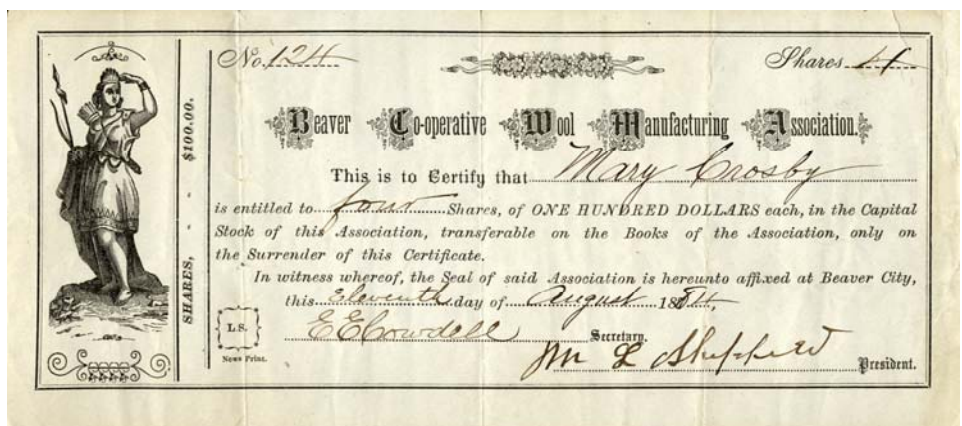 No. 124
Shares 4
Beaver Co-operative Wool Manufacturing Association.
This is to Certify that Mary Crosby
is entitled to four Shares, of ONE HUNDRED DOLLARS each, in the Capital
Stock of this Association, transferable on the Books of the Association, only on
the Surrender of this Certificate.
In witness whereof, the Seal of said Association is hereunto affixed at Beaver City,
this Eleventh day of August 1884,
L.S.
E E Cowdell Secretary.
News Print.
M L Shepherd President.
SHARES, - - $100.00.